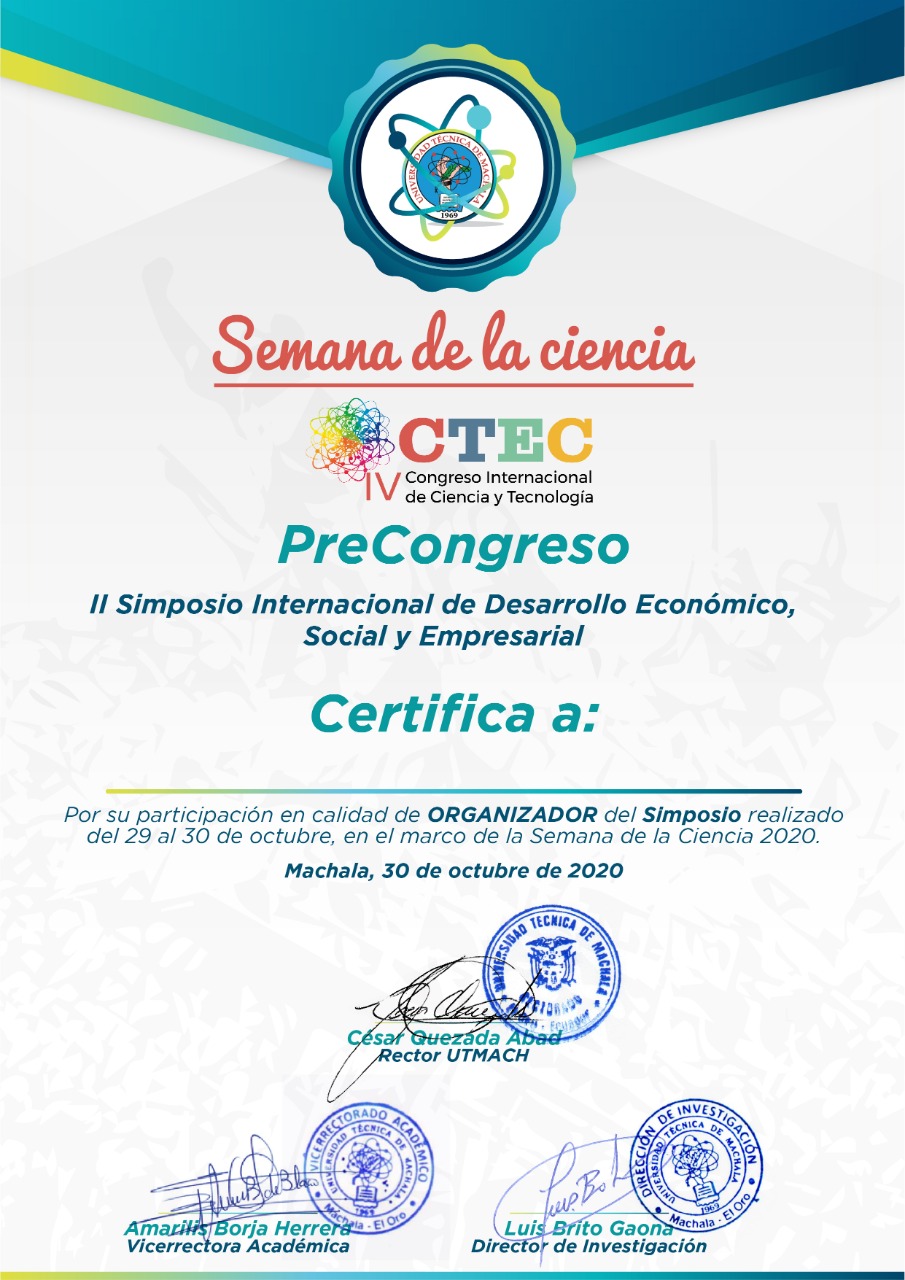 UNIVERSIDAD TÉCNICA DE MACHALA
1969
Semana de la ciencia
CTEC
IV Congreso Internacional
de Ciencia y Tecnología
PreCongreso
II Simposio Internacional de Desarrollo Económico,
Social y Empresarial
Certifica a:
Por su participación en calidad de ORGANIZADOR del Simposio realizado
del 29 al 30 de octubre, en el marco de la Semana de la Ciencia 2020.
Machala, 30 de octubre de 2020
UNIVERSIDAD TECNICA DE MACHALA
César Quezada Abad
Rector UTMACH
VICERRECTORADO ACADÉMICO
UNIVERSIDAD TÉCNICA DE MACHALA
1969
Machala - El Oro
Amarilis Borja Herrera
Vicerrectora Académica
DIRECCIÓN DE INVESTIGACIÓN
UNIVERSIDAD TÉCNICA DE MACHALA
1969
Machala - El Oro
Luis Brito Gaona
Director de Investigación